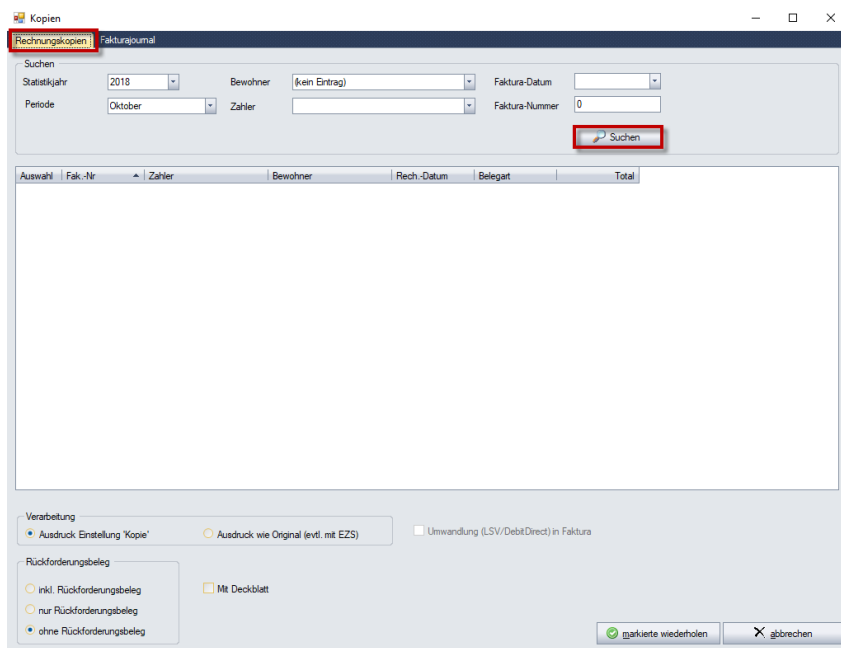 Kopien
Rechnungskopien Fakturajournal
Suchen
Statistikjahr 2018 Bewohner (kein Eintrag) Faktura-Datum
Periode Oktober Zahler Faktura-Nummer 0
Suchen
Auswahl Fak.-Nr Zahler Bewohner Rech.-Datum Belegart Total
Verarbeitung
Ausdruck Einstellung 'Kopie' Ausdruck wie Original (evtl. mit EZS) Umwandlung (LSV/DebitDirect) in Faktura
Rückforderungsbeleg
inkl. Rückforderungsbeleg Mit Deckblatt
nur Rückforderungsbeleg
ohne Rückforderungsbeleg markierte wiederholen abbrechen